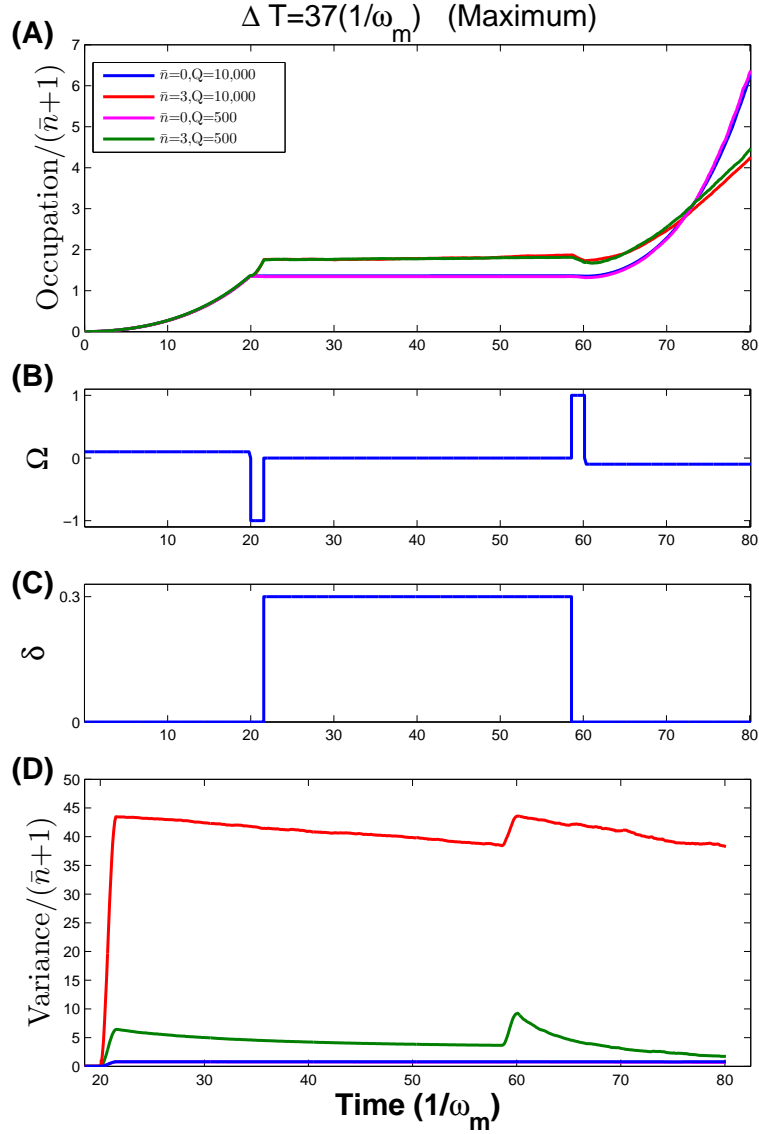 Δ T=37(1/ω_m) (Maximum)
(A)
Occupation/(n̄+1)
7
6
5
4
3
2
1
0
n̄=0,Q=10,000
n̄=3,Q=10,000
n̄=0,Q=500
n̄=3,Q=500
0 10 20 30 40 50 60 70 80
(B)
Ω
1
0
−1
10 20 30 40 50 60 70 80
(C)
δ
0.3
0
10 20 30 40 50 60 70 80
(D)
Variance/(n̄+1)
50
45
40
35
30
25
20
15
10
5
0
20 30 40 50 60 70 80
Time (1/ω_m)